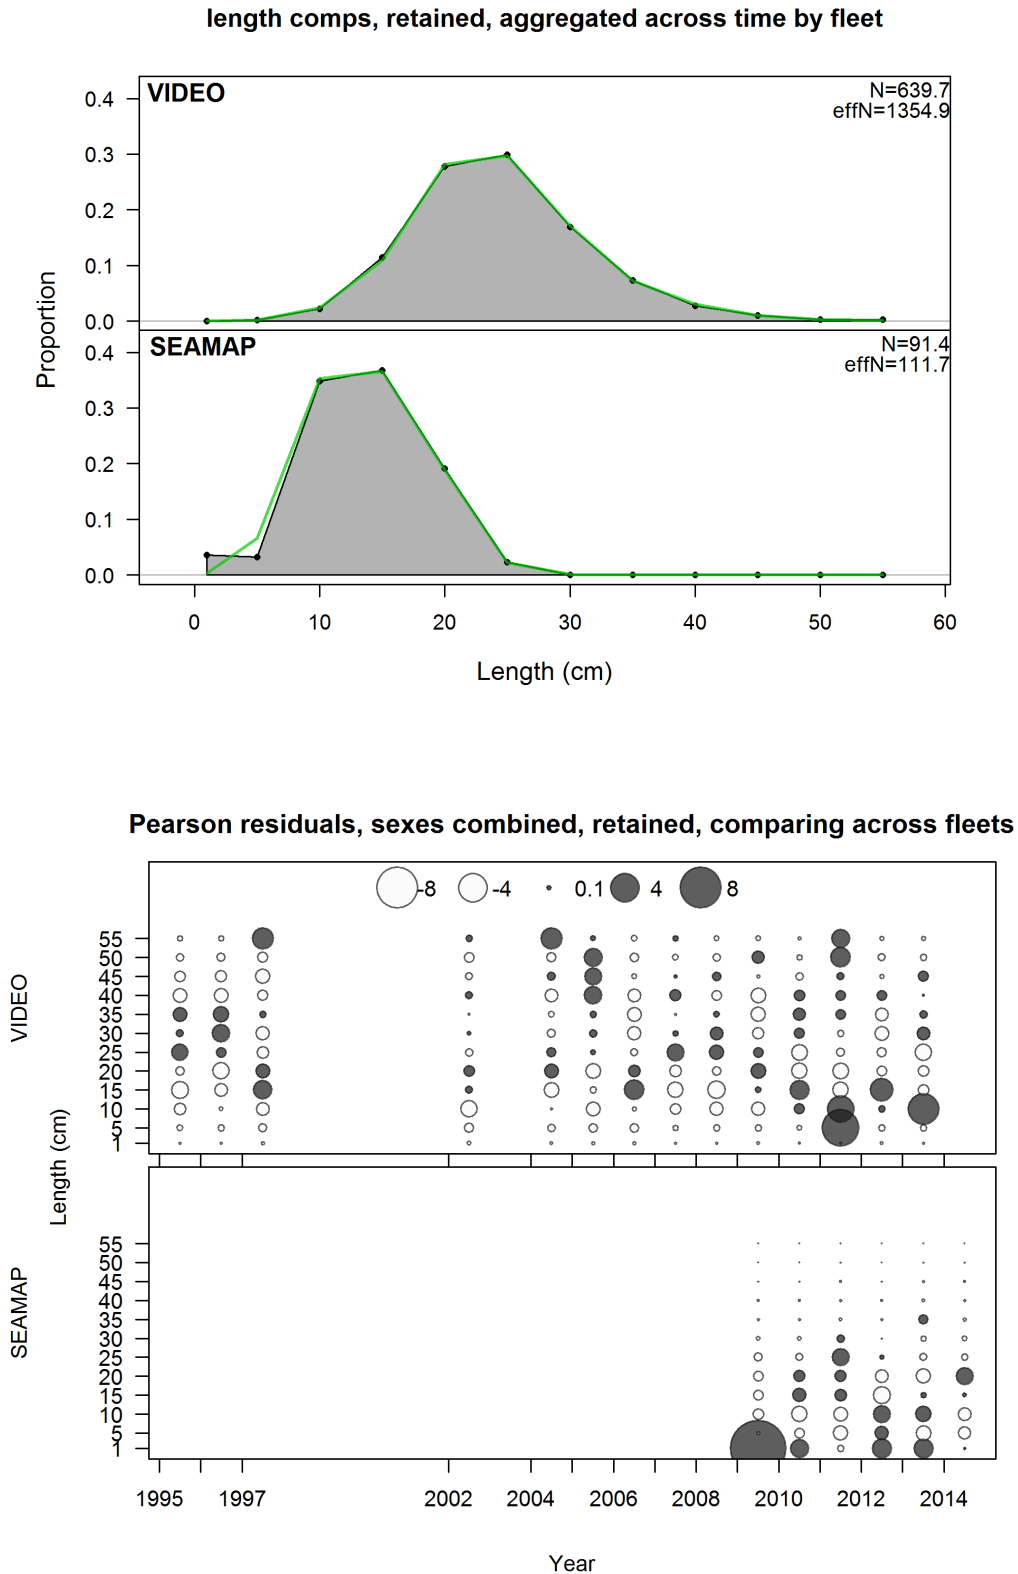 length comps, retained, aggregated across time by fleet
VIDEO
N=639.7
effN=1354.9
0.4
0.3
0.2
0.1
0.0
SEAMAP
N=91.4
effN=111.7
0.4
0.3
0.2
0.1
0.0
Proportion
0 10 20 30 40 50 60
Length (cm)
Pearson residuals, sexes combined, retained, comparing across fleets
-8 -4 0.1 4 8
VIDEO
55
50
45
40
35
30
25
20
15
10
5
1
Length (cm)
SEAMAP
55
50
45
40
35
30
25
20
15
10
5
1
1995 1997 2002 2004 2006 2008 2010 2012 2014
Year